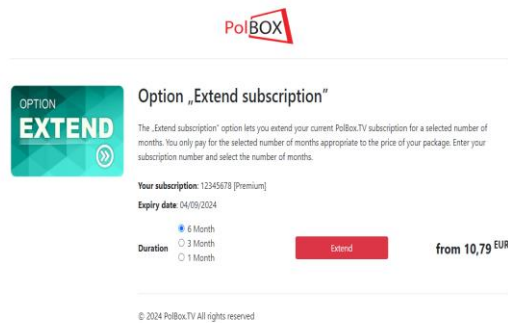 PolBOX
OPTION
EXTEND
Option „Extend subscription”
The „Extend subscription” option lets you extend your current PolBox.TV subscription for a selected number of
months. You only pay for the selected number of months appropriate to the price of your package. Enter your
subscription number and select the number of months.
Your subscription: 12345678 [Premium]
Expiry date: 04/09/2024
Duration
6 Month
3 Month
1 Month
Extend
from 10,79 EUR
© 2024 PolBox.TV All rights reserved